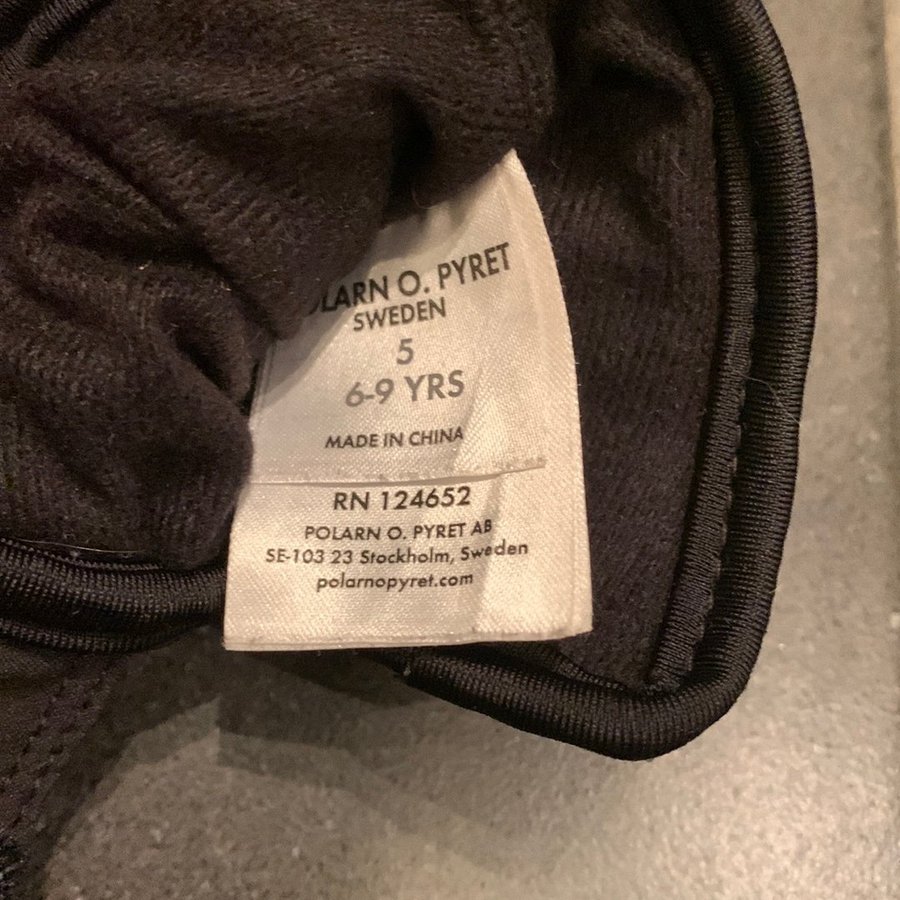 POLARN O. PYRET
SWEDEN
5
6-9 YRS
MADE IN CHINA
RN 124652
POLARN O. PYRET AB
SE-103 23 Stockholm, Sweden
polarnopyret.com